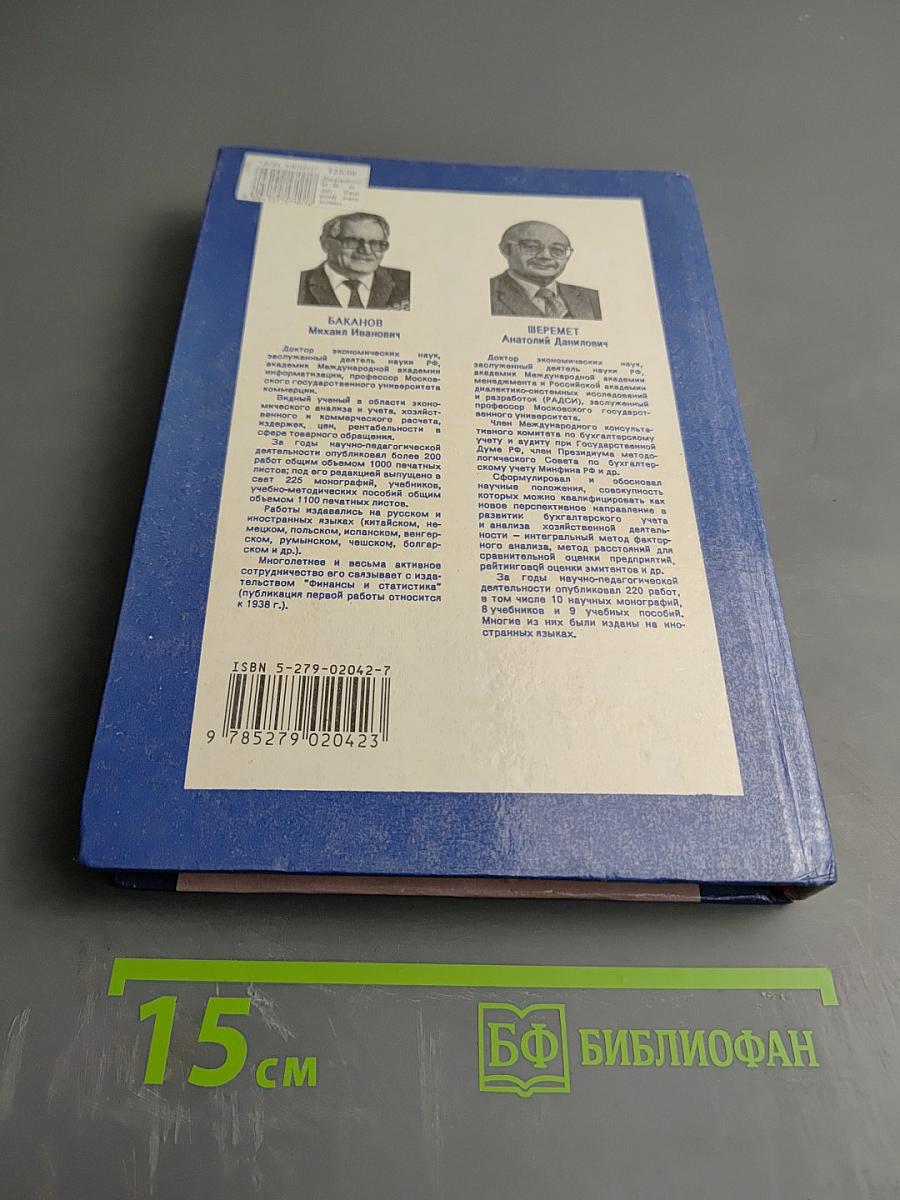 БАКАНОВ
Михаил Иванович
Доктор экономических наук,
заслуженный деятель науки РФ,
академик Международной академии
информатизации, профессор Москов-
ского государственного университета
коммерции.
Видный ученый в области эконо-
мического анализа и учета, хозяйст-
венного и коммерческого расчета,
издержек, цен, рентабельности в
сфере товарного обращения.
За годы научно-педагогической
деятельности опубликовал более 200
работ общим объемом 1000 печатных
листов; под его редакцией выпущено в
свет 225 монографий, учебников,
учебно-методических пособий общим
объемом 1100 печатных листов.
Работы издавались на русском и
иностранных языках (китайском, не-
мецком, польском, испанском, венгер-
ском, румынском, чешском, болгар-
ском и др.).
Многолетнее и весьма активное
сотрудничество его связывает с изда-
тельством "Финансы и статистика"
(публикация первой работы относится
к 1938 г.).
ШЕРЕМЕТ
Анатолий Данилович
Доктор экономических наук,
заслуженный деятель науки РФ,
академик Международной академии
менеджмента и Российской академии
диалектико-системных исследований
и разработок (РАДСИ), заслуженный
профессор Московского государст-
венного университета.
Член Международного консульта-
тивного комитета по бухгалтерскому
учету и аудиту при Государственной
Думе РФ, член Президиума методо-
логического Совета по бухгалтер-
скому учету Минфина РФ и др.
Сформулировал и обосновал
научные положения, совокупность
которых можно квалифицировать как
новое перспективное направление в
развитии бухгалтерского учета
и анализа хозяйственной деятель-
ности – интегральный метод фактор-
ного анализа, метод расстояний для
сравнительной оценки предприятий,
рейтинговой оценки эмитентов и др.
За годы научно-педагогической
деятельности опубликовал 220 работ,
в том числе 10 научных монографий,
8 учебников и 9 учебных пособий.
Многие из них были изданы на ино-
странных языках.
ISBN 5-279-02042-7
9 785279 020423
15 см
БФ БИБЛИОФАН